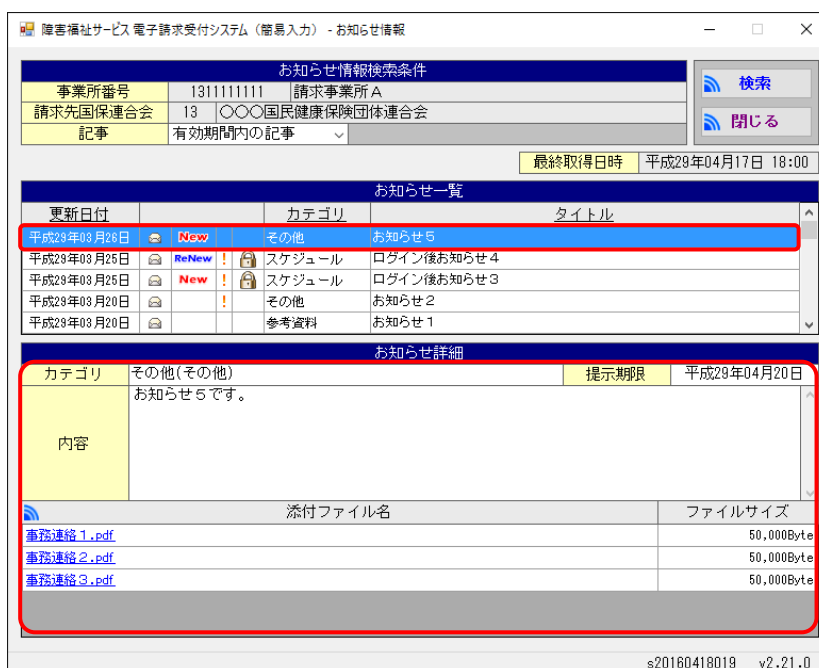 障害福祉サービス 電子請求受付システム（簡易入力） - お知らせ情報
お知らせ情報検索条件
事業所番号 1311111111 請求事業所Ａ
請求先国保連合会 13 〇〇〇国民健康保険団体連合会
記事 有効期間内の記事
検索
閉じる
最終取得日時 平成29年04月17日 18:00
お知らせ一覧
更新日付 カテゴリ タイトル
平成29年03月26日 New その他 お知らせ５
平成29年03月25日 ReNew ! スケジュール ログイン後お知らせ４
平成29年03月25日 New ! スケジュール ログイン後お知らせ３
平成29年03月20日 ! その他 お知らせ２
平成29年03月20日 参考資料 お知らせ１
お知らせ詳細
カテゴリ その他(その他) 提示期限 平成29年04月20日
内容 お知らせ５です。
添付ファイル名 ファイルサイズ
事務連絡１.pdf 50,000Byte
事務連絡２.pdf 50,000Byte
事務連絡３.pdf 50,000Byte
s20160418019 v2.21.0